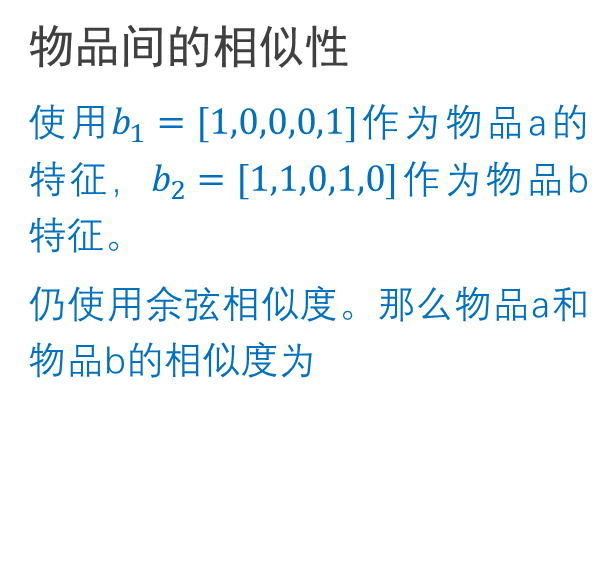 物品间的相似性
使用b₁ = [1,0,0,0,1]作为物品a的
特征，b₂ = [1,1,0,1,0]作为物品b
特征。
仍使用余弦相似度。那么物品a和
物品b的相似度为